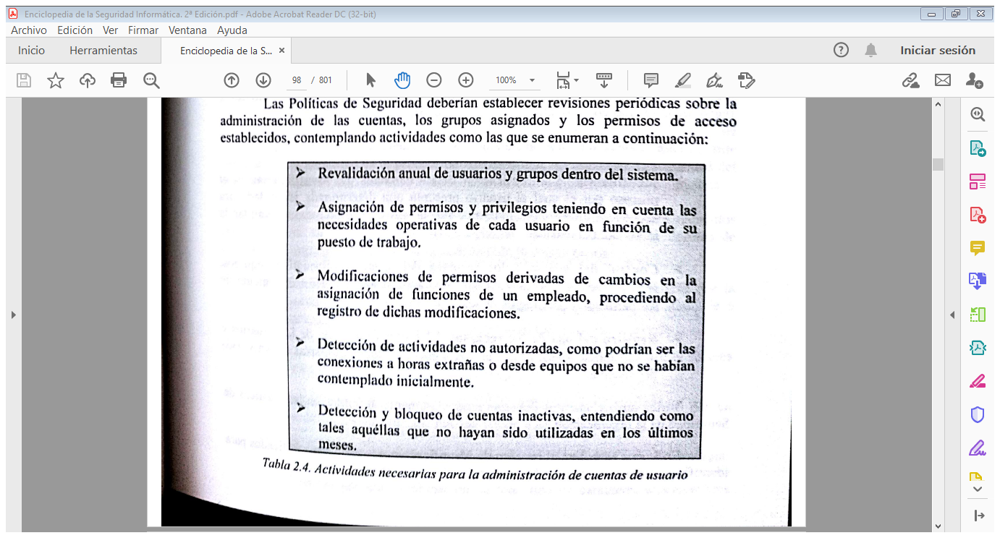 Enciclopedia de la Seguridad Informática. 2ª Edición.pdf - Adobe Acrobat Reader DC (32-bit)
Archivo Edición Ver Firmar Ventana Ayuda
Inicio Herramientas Enciclopedia de la S... × Iniciar sesión
98 / 801 100%
Las Políticas de Seguridad deberían establecer revisiones periódicas sobre la
administración de las cuentas, los grupos asignados y los permisos de acceso
establecidos, contemplando actividades como las que se enumeran a continuación:
➢ Revalidación anual de usuarios y grupos dentro del sistema.
➢ Asignación de permisos y privilegios teniendo en cuenta las
necesidades operativas de cada usuario en función de su
puesto de trabajo.
➢ Modificaciones de permisos derivadas de cambios en la
asignación de funciones de un empleado, procediendo al
registro de dichas modificaciones.
➢ Detección de actividades no autorizadas, como podrían ser las
conexiones a horas extrañas o desde equipos que no se habían
contemplado inicialmente.
➢ Detección y bloqueo de cuentas inactivas, entendiendo como
tales aquéllas que no hayan sido utilizadas en los últimos
meses.
Tabla 2.4. Actividades necesarias para la administración de cuentas de usuario